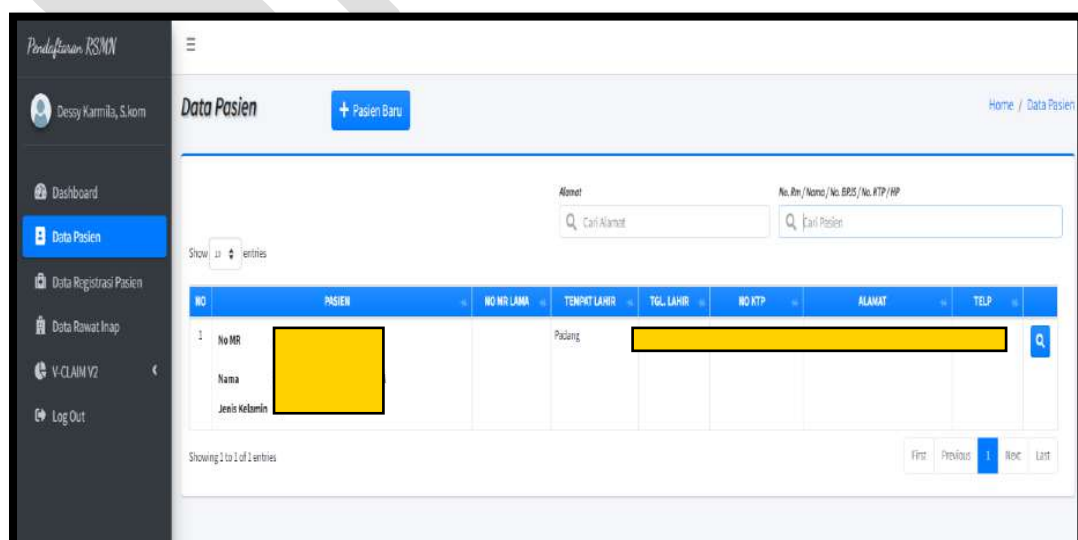 Pendaftaran RSMN
Dessy Karmila, S.kom
Dashboard
Data Pasien
Data Registrasi Pasien
Data Rawat Inap
V-CLAIM V2
Log Out
Data Pasien
+ Pasien Baru
Home / Data Pasien
Alamat
No. Rm / Nama / No. BPJS / No. KTP / HP
Cari Alamat
Cari Pasien
Show 10 entries
NO PASIEN NO MR LAMA TEMPAT LAHIR TGL. LAHIR NO KTP ALAMAT TELP
1 No MR Padang
Nama
Jenis Kelamin
Showing 1 to 1 of 1 entries
First Previous 1 Next Last